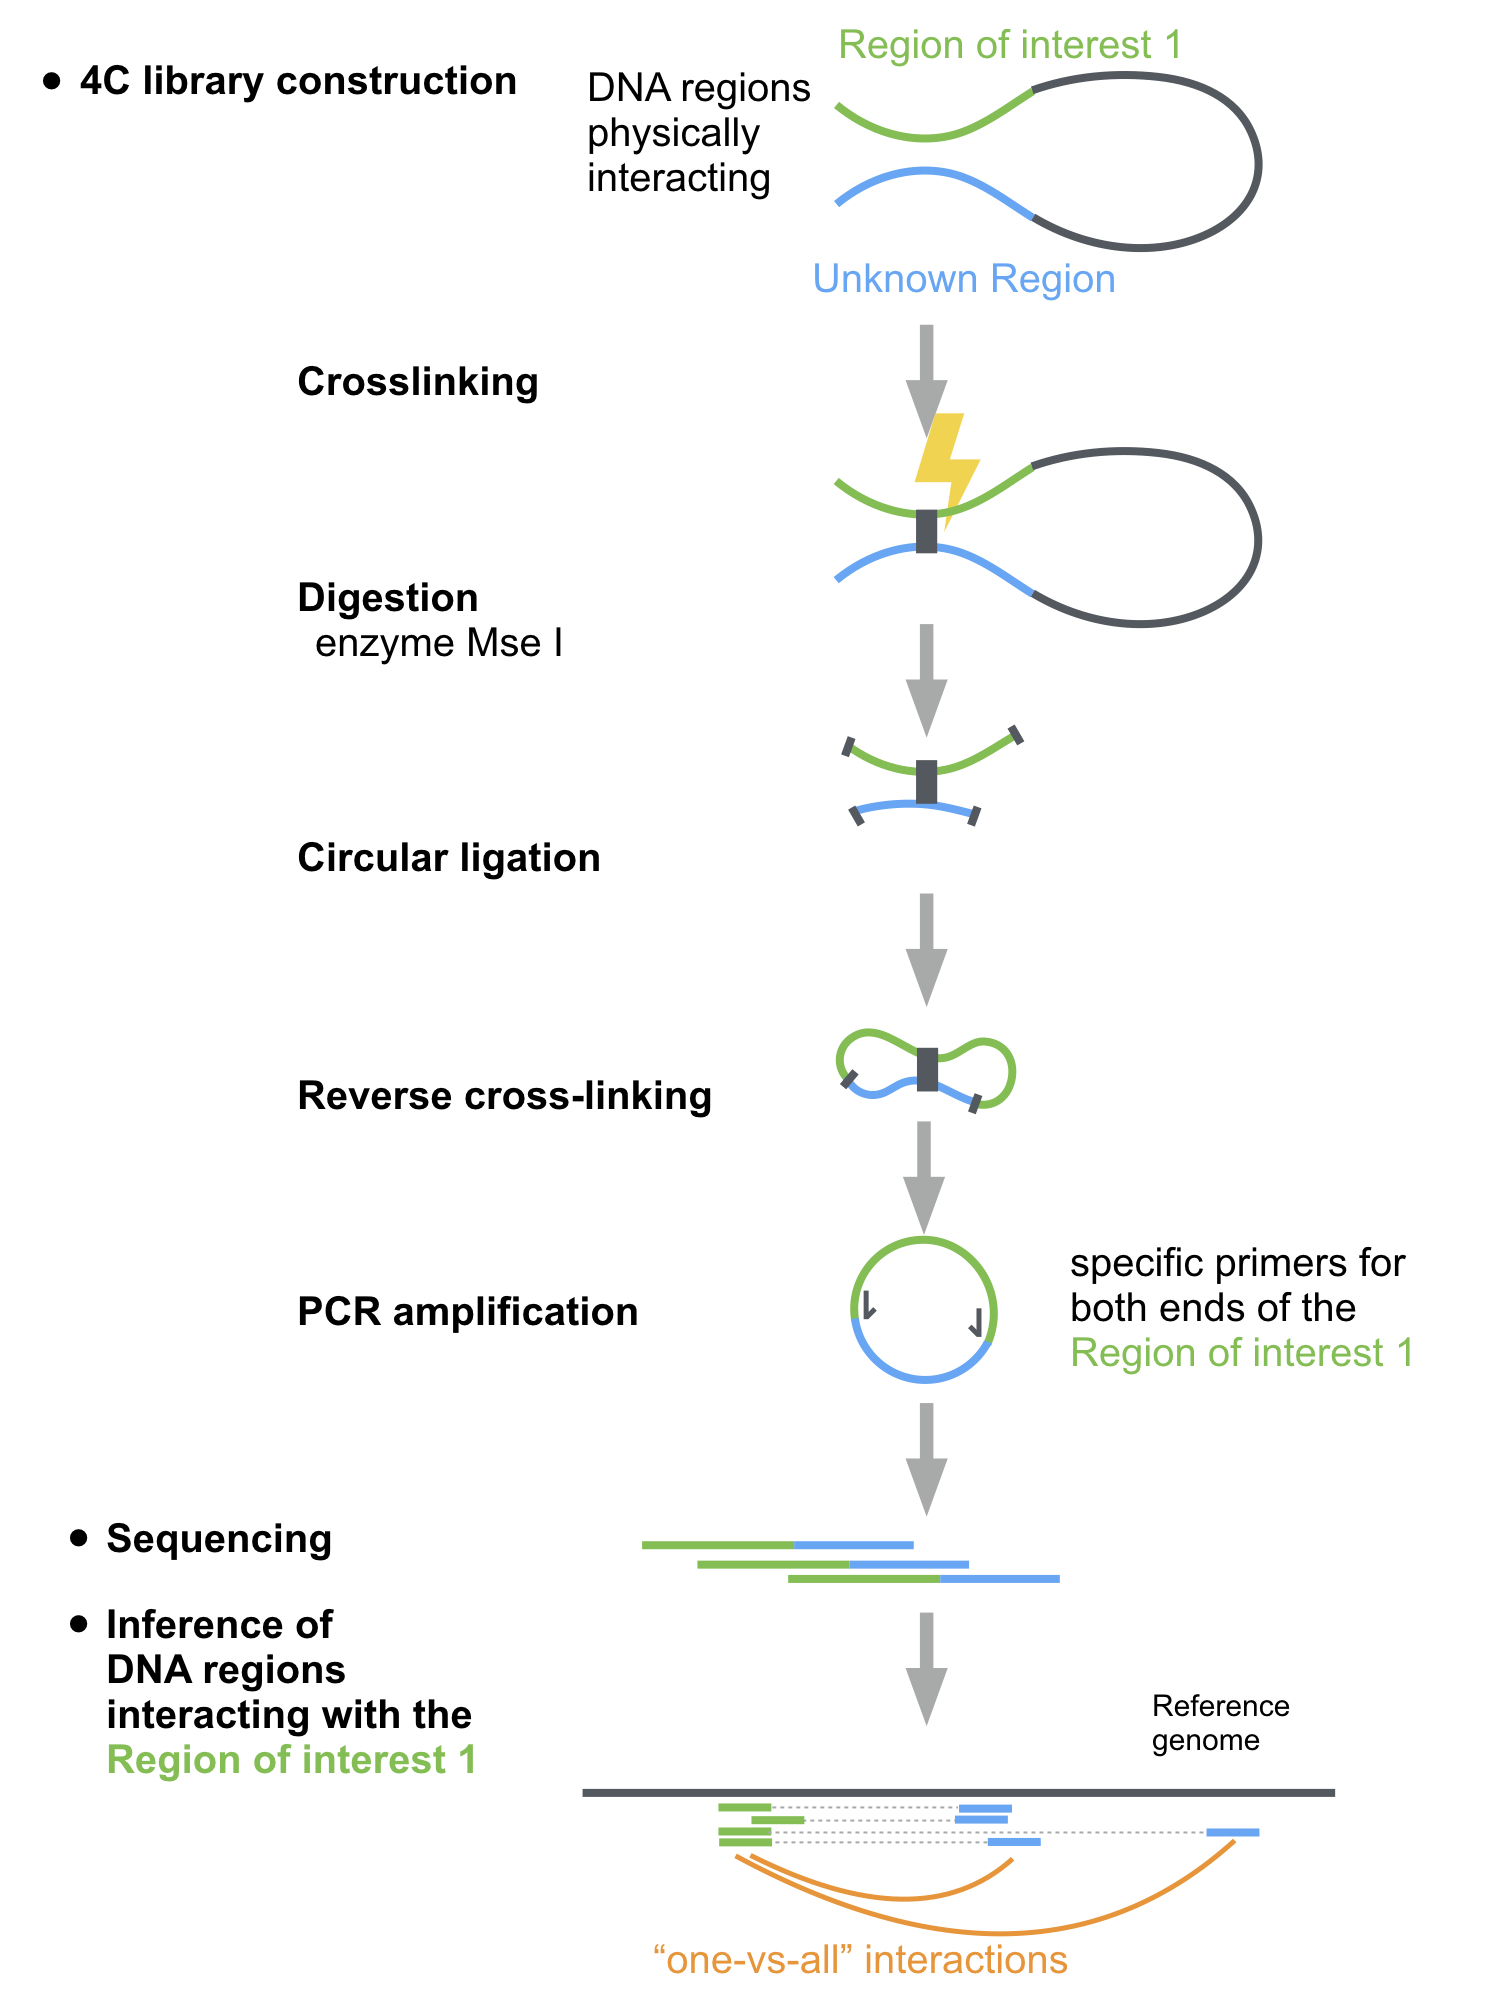 Region of interest 1
• 4C library construction
DNA regions
physically
interacting
Unknown Region
Crosslinking
Digestion
enzyme Mse I
Circular ligation
Reverse cross-linking
PCR amplification
specific primers for
both ends of the
Region of interest 1
• Sequencing
• Inference of
DNA regions
interacting with the
Region of interest 1
Reference
genome
“one-vs-all” interactions